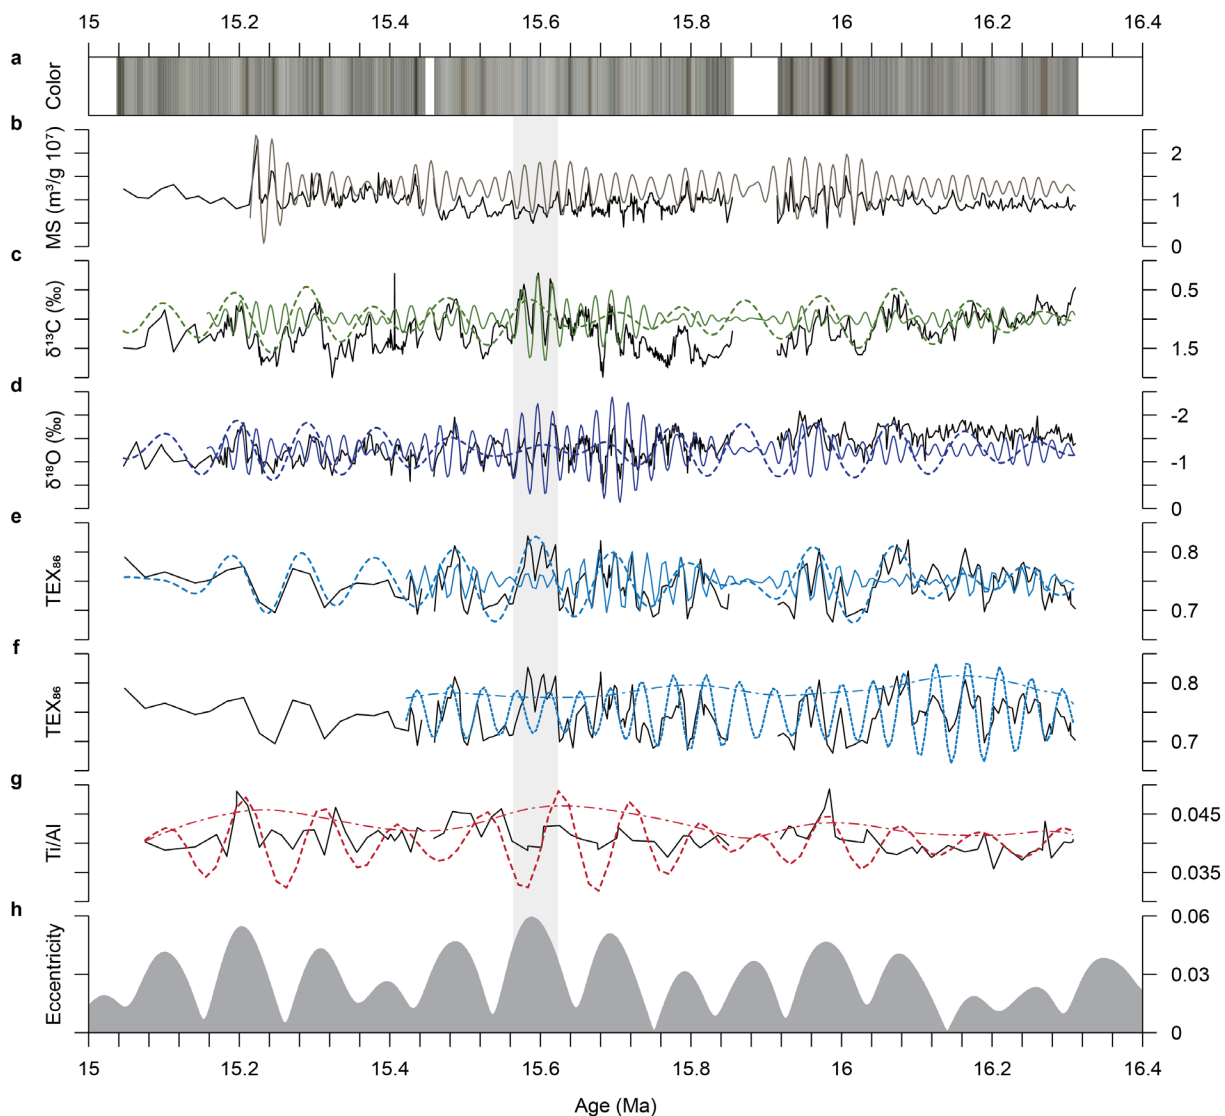 15 15.2 15.4 15.6 15.8 16 16.2 16.4
a
Color
b
MS (m³/g 10⁷)
2
1
0
c
δ¹³C (‰)
0.5
1.5
d
δ¹⁸O (‰)
-2
-1
0
e
TEX₈₆
0.8
0.7
f
TEX₈₆
0.8
0.7
g
Ti/Al
0.045
0.035
h
Eccentricity
0.06
0.03
0
15 15.2 15.4 15.6 15.8 16 16.2 16.4
Age (Ma)